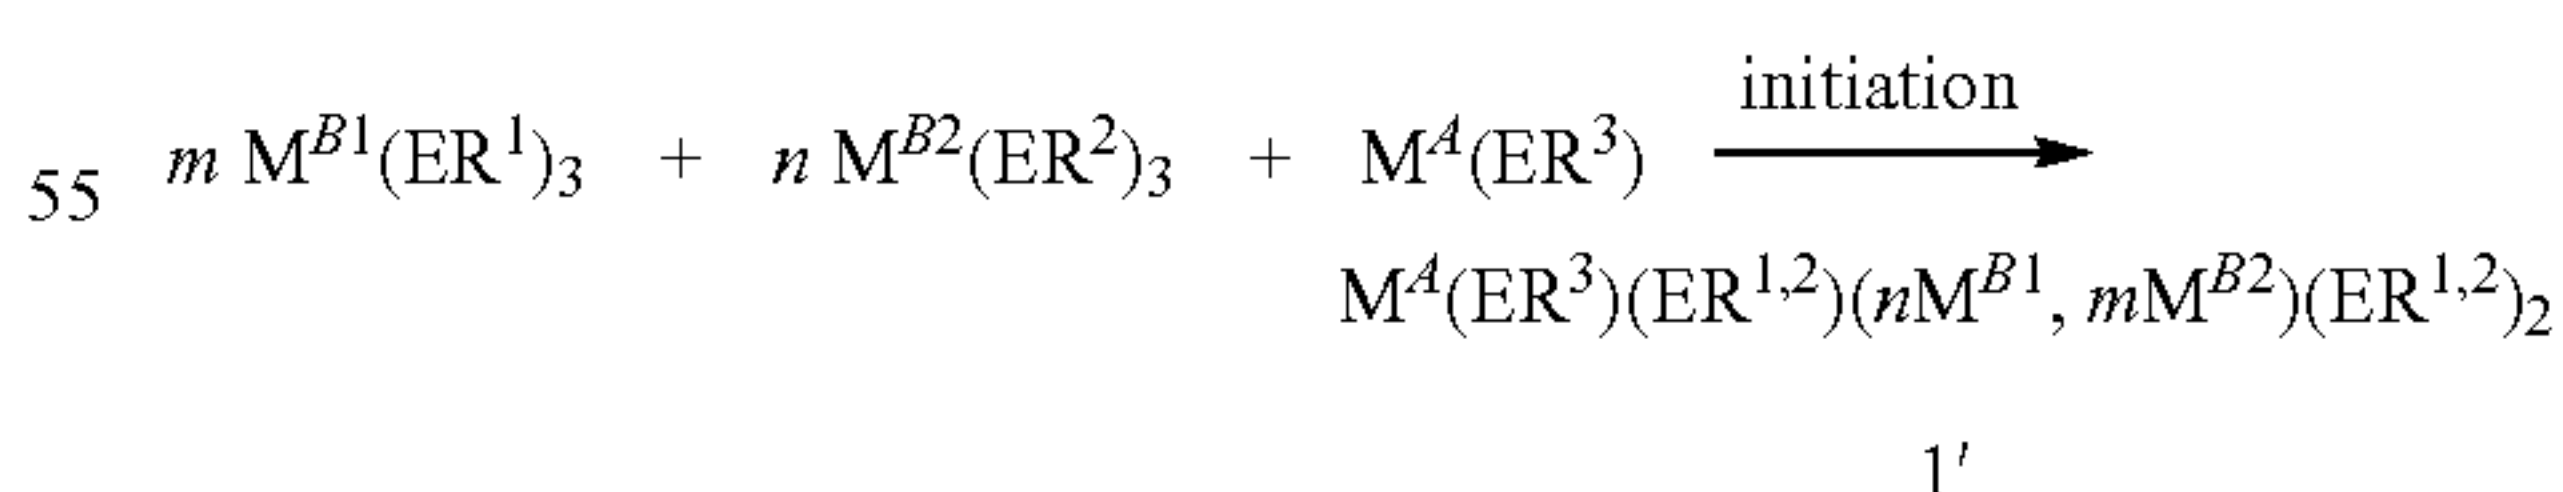 initiation
55 m M^{B1}(ER^1)_3 + n M^{B2}(ER^2)_3 + M^A(ER^3) ⟶
M^A(ER^3)(ER^{1,2})(nM^{B1}, mM^{B2})(ER^{1,2})_2
1′